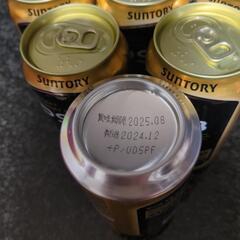 SUNTORY
SUNTORY
SUNTORY
賞味期限2025.08
製造2024.12
+P/UDSPF